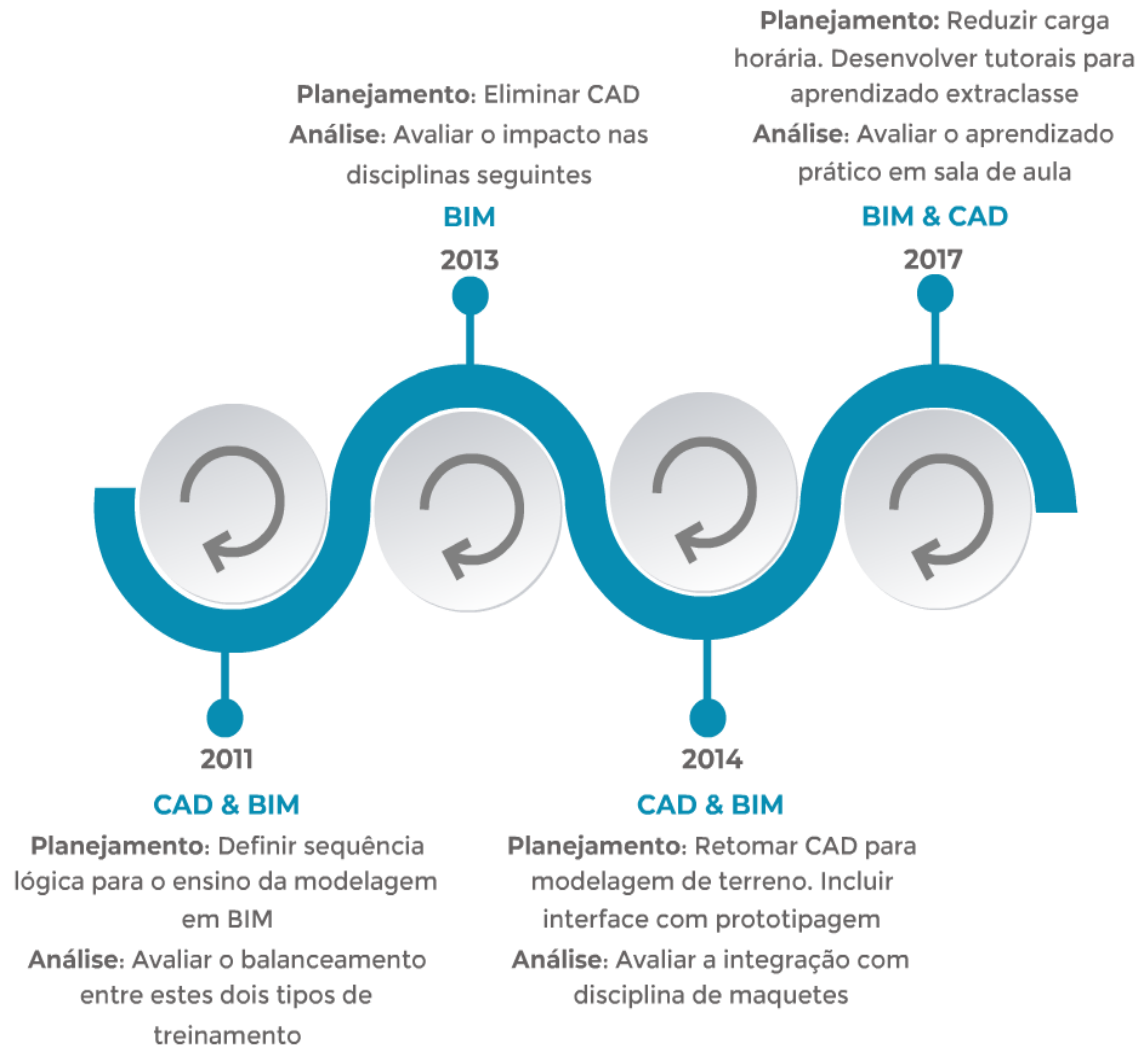 Planejamento: Reduzir carga
horária. Desenvolver tutorais para
aprendizado extraclasse
Análise: Avaliar o aprendizado
prático em sala de aula
BIM & CAD
2017
Planejamento: Eliminar CAD
Análise: Avaliar o impacto nas
disciplinas seguintes
BIM
2013
2011
CAD & BIM
Planejamento: Definir sequência
lógica para o ensino da modelagem
em BIM
Análise: Avaliar o balanceamento
entre estes dois tipos de
treinamento
2014
CAD & BIM
Planejamento: Retomar CAD para
modelagem de terreno. Incluir
interface com prototipagem
Análise: Avaliar a integração com
disciplina de maquetes